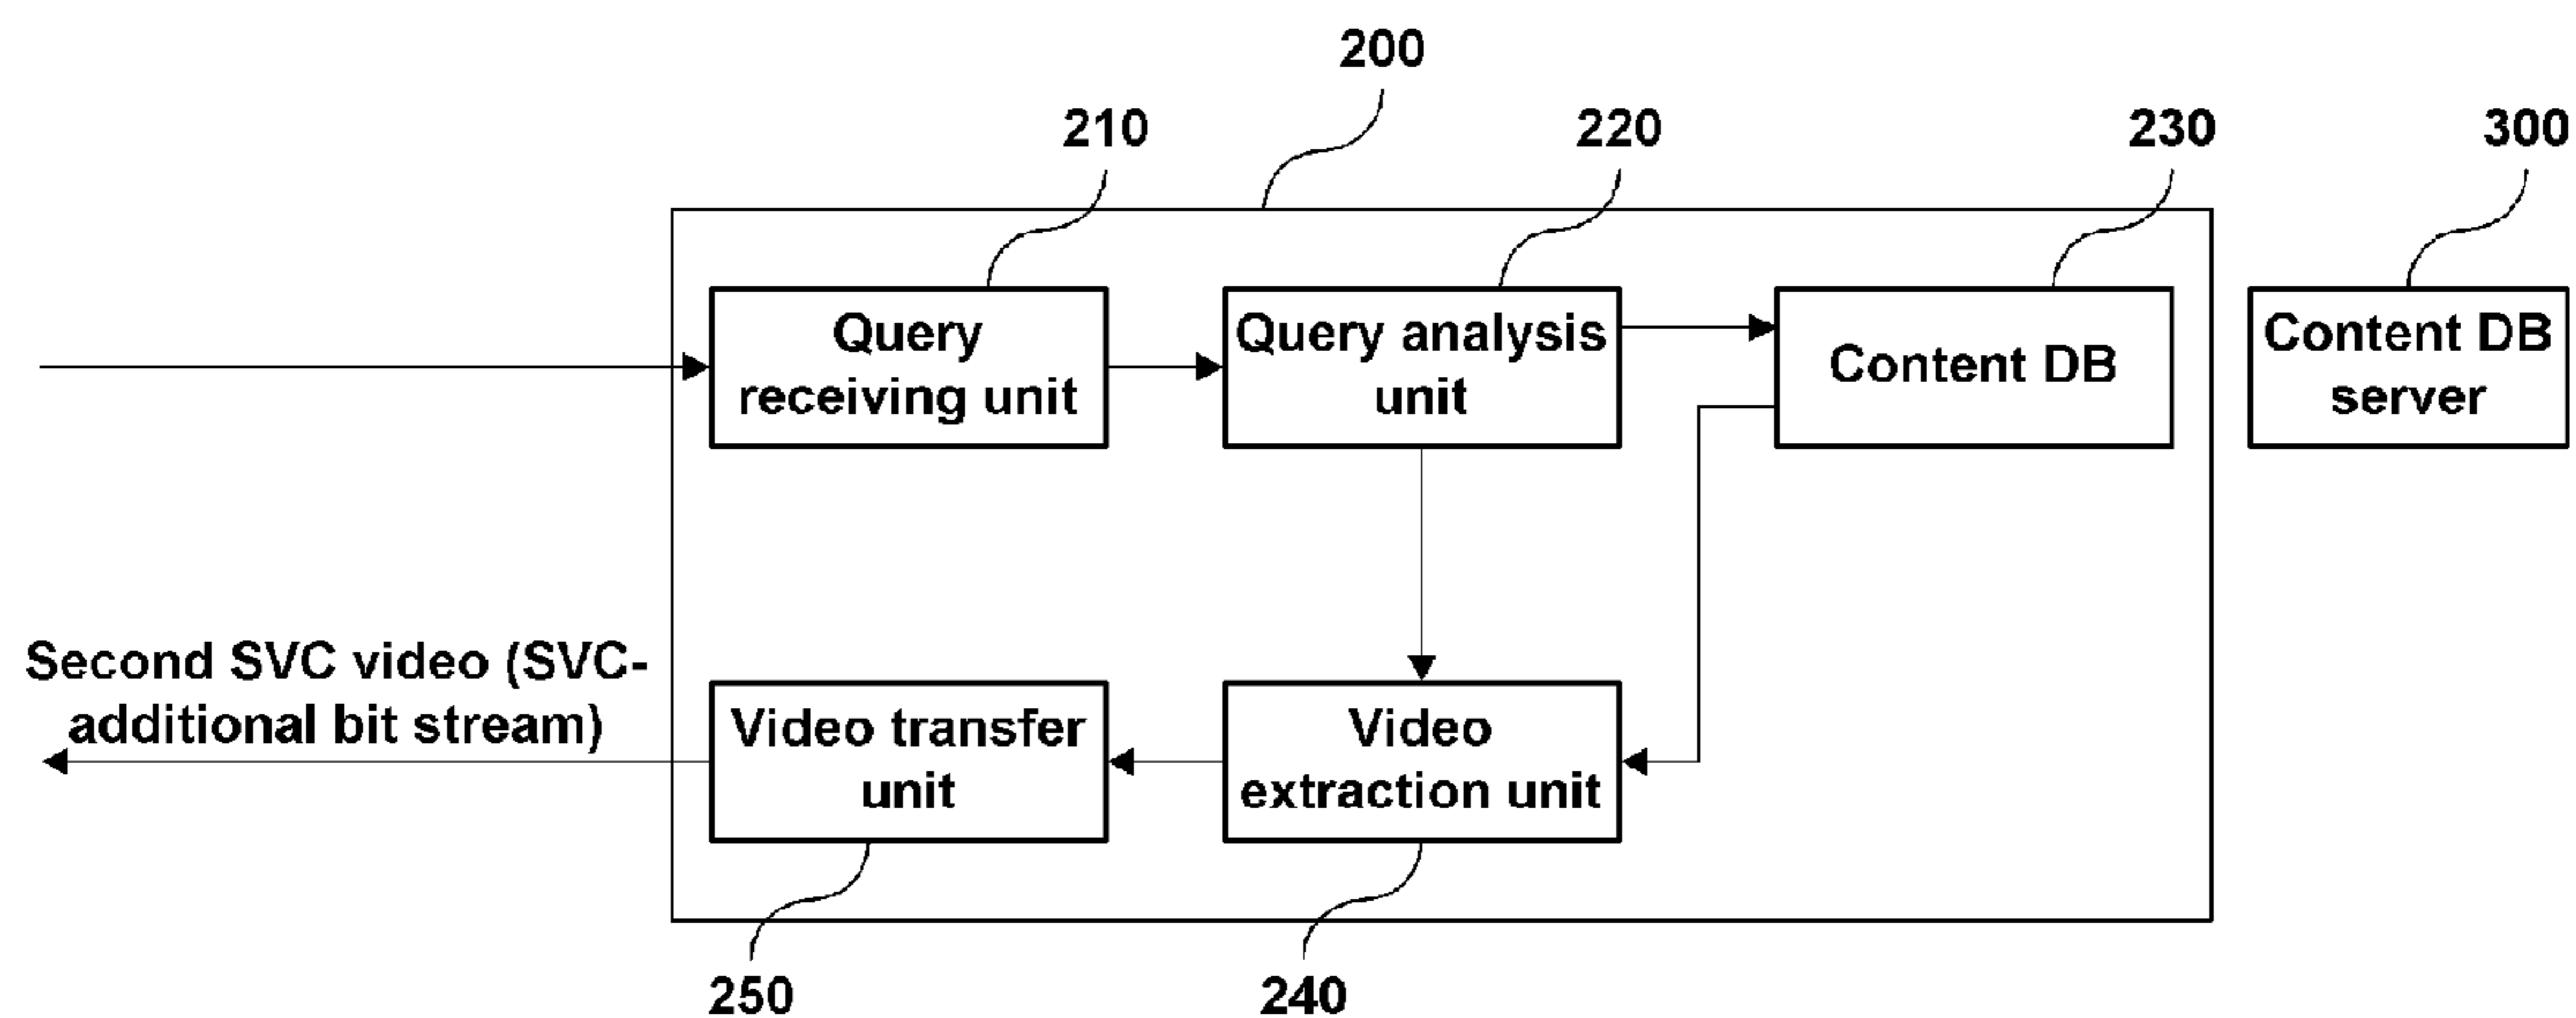 200
210
220
230
300
Query
receiving unit
Query analysis
unit
Content DB
Content DB
server
Second SVC video (SVC-
additional bit stream)
Video transfer
unit
Video
extraction unit
250
240